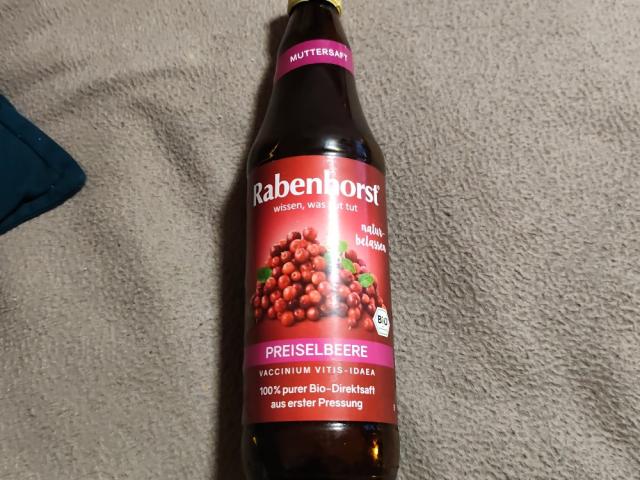 MUTTERSAFT
Rabenhorst®
wissen, was gut tut
natur-
belassen
BiO
PREISELBEERE
VACCINIUM VITIS-IDAEA
100% purer Bio-Direktsaft
aus erster Pressung